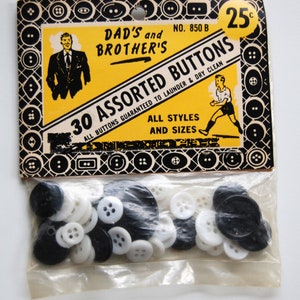 DAD'S and
BROTHER'S
NO. 850 B
25¢
30 ASSORTED BUTTONS
ALL BUTTONS GUARANTEED TO LAUNDER & DRY CLEAN
ALL STYLES
AND SIZES